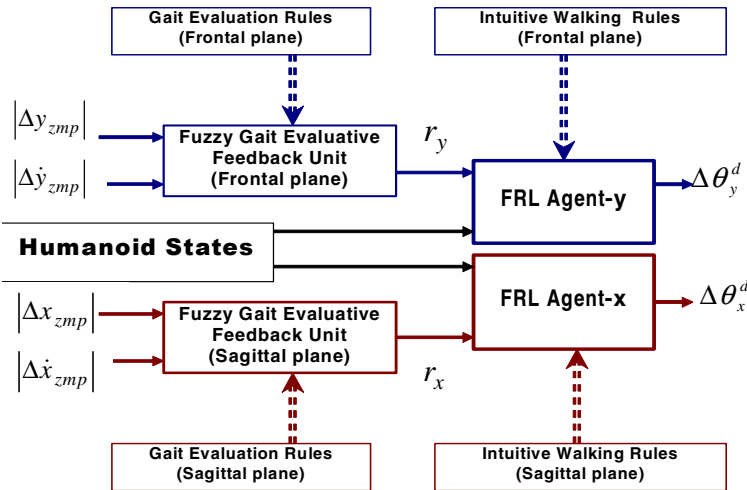 Gait Evaluation Rules
(Frontal plane)
Intuitive Walking Rules
(Frontal plane)
|Δy_zmp|
|Δẏ_zmp|
Fuzzy Gait Evaluative
Feedback Unit
(Frontal plane)
r_y
FRL Agent-y
Δθ_y^d
Humanoid States
|Δx_zmp|
|Δẋ_zmp|
Fuzzy Gait Evaluative
Feedback Unit
(Sagittal plane)
r_x
FRL Agent-x
Δθ_x^d
Gait Evaluation Rules
(Sagittal plane)
Intuitive Walking Rules
(Sagittal plane)